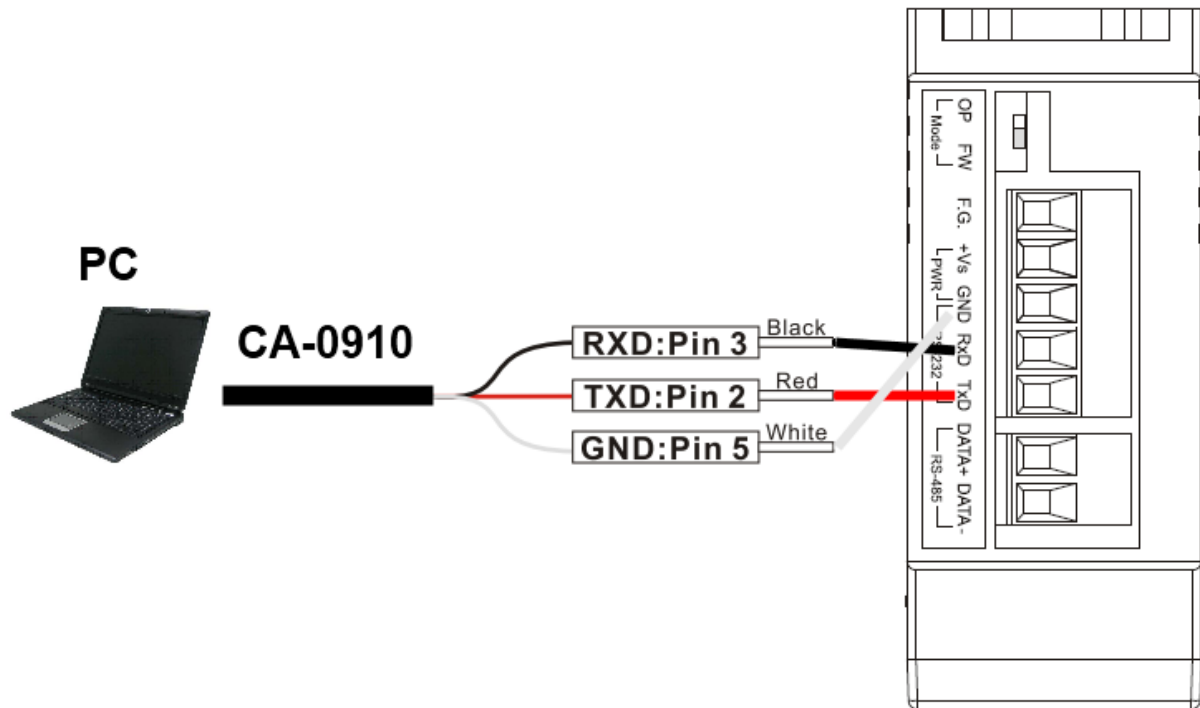 PC
CA-0910
RXD:Pin 3
Black
TXD:Pin 2
Red
GND:Pin 5
White
OP FW
Mode
F.G.
+Vs GND
PWR
RxD TxD
232
DATA+ DATA-
RS-485